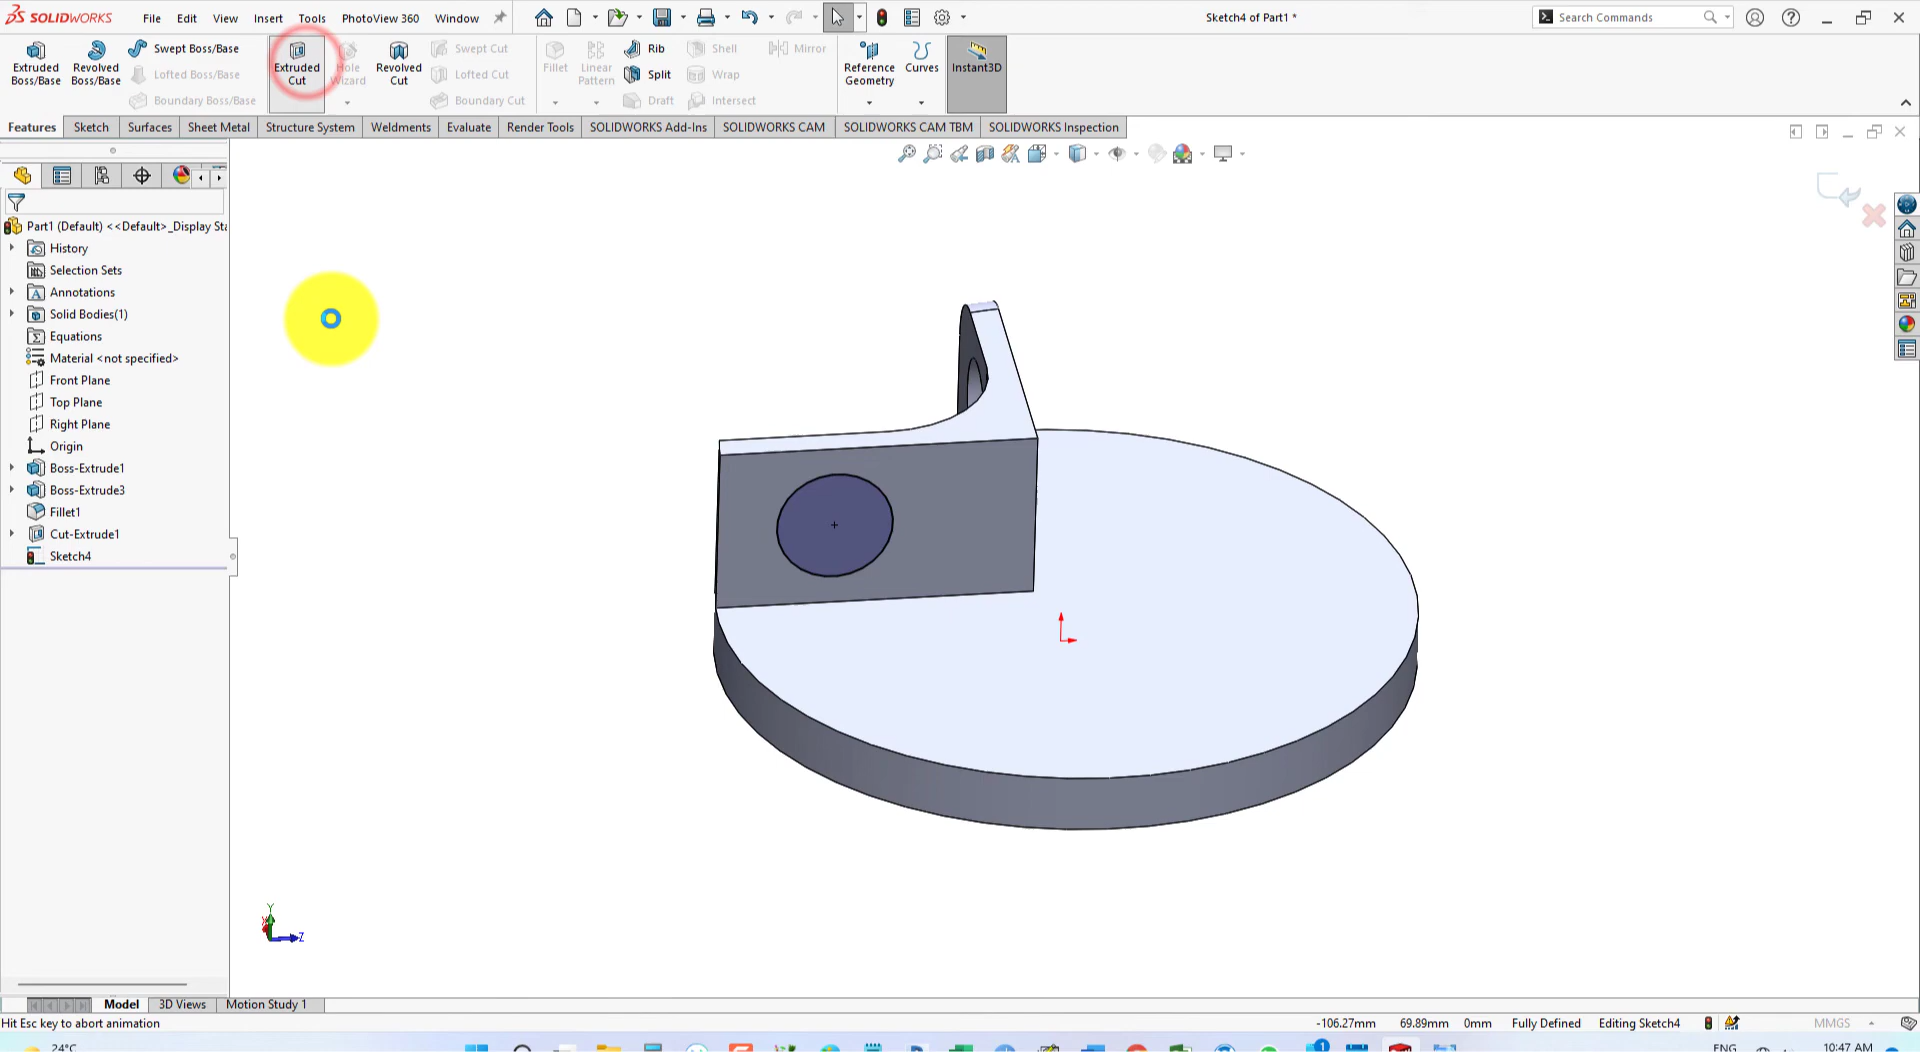 SOLIDWORKS File Edit View Insert Tools PhotoView 360 Window Sketch4 of Part1 * Search Commands
Extruded Boss/Base
Revolved Boss/Base
Swept Boss/Base
Lofted Boss/Base
Boundary Boss/Base
Extruded Cut
Hole Wizard
Revolved Cut
Swept Cut
Lofted Cut
Boundary Cut
Fillet
Linear Pattern
Rib
Split
Draft
Shell
Wrap
Intersect
Mirror
Reference Geometry
Curves
Instant3D
Features Sketch Surfaces Sheet Metal Structure System Weldments Evaluate Render Tools SOLIDWORKS Add-Ins SOLIDWORKS CAM SOLIDWORKS CAM TBM SOLIDWORKS Inspection
Part1 (Default) <<Default>_Display Sta
History
Selection Sets
Annotations
Solid Bodies(1)
Equations
Material <not specified>
Front Plane
Top Plane
Right Plane
Origin
Boss-Extrude1
Boss-Extrude3
Fillet1
Cut-Extrude1
Sketch4
Y
X
Z
Model 3D Views Motion Study 1
Hit Esc key to abort animation -106.27mm 69.89mm 0mm Fully Defined Editing Sketch4 MMGS
24°C 1 ENG 10:47 AM